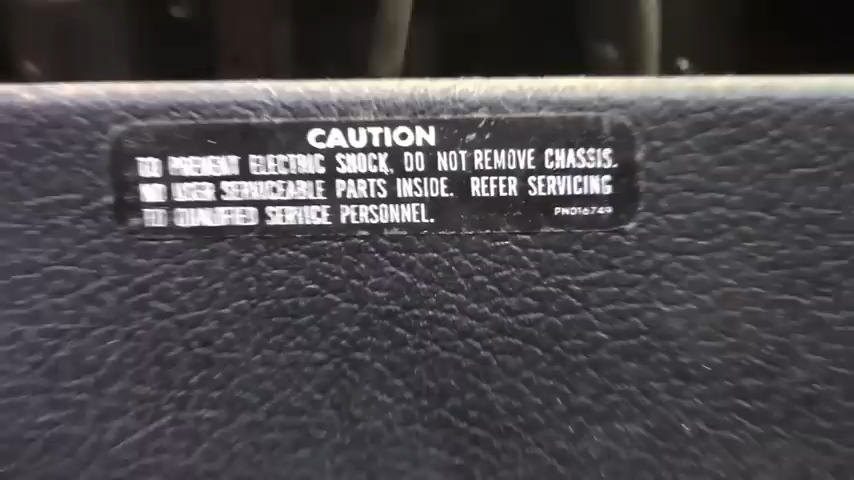 CAUTION
TO PREVENT ELECTRIC SHOCK, DO NOT REMOVE CHASSIS.
NO USER SERVICEABLE PARTS INSIDE. REFER SERVICING
TO QUALIFIED SERVICE PERSONNEL.
PN016749